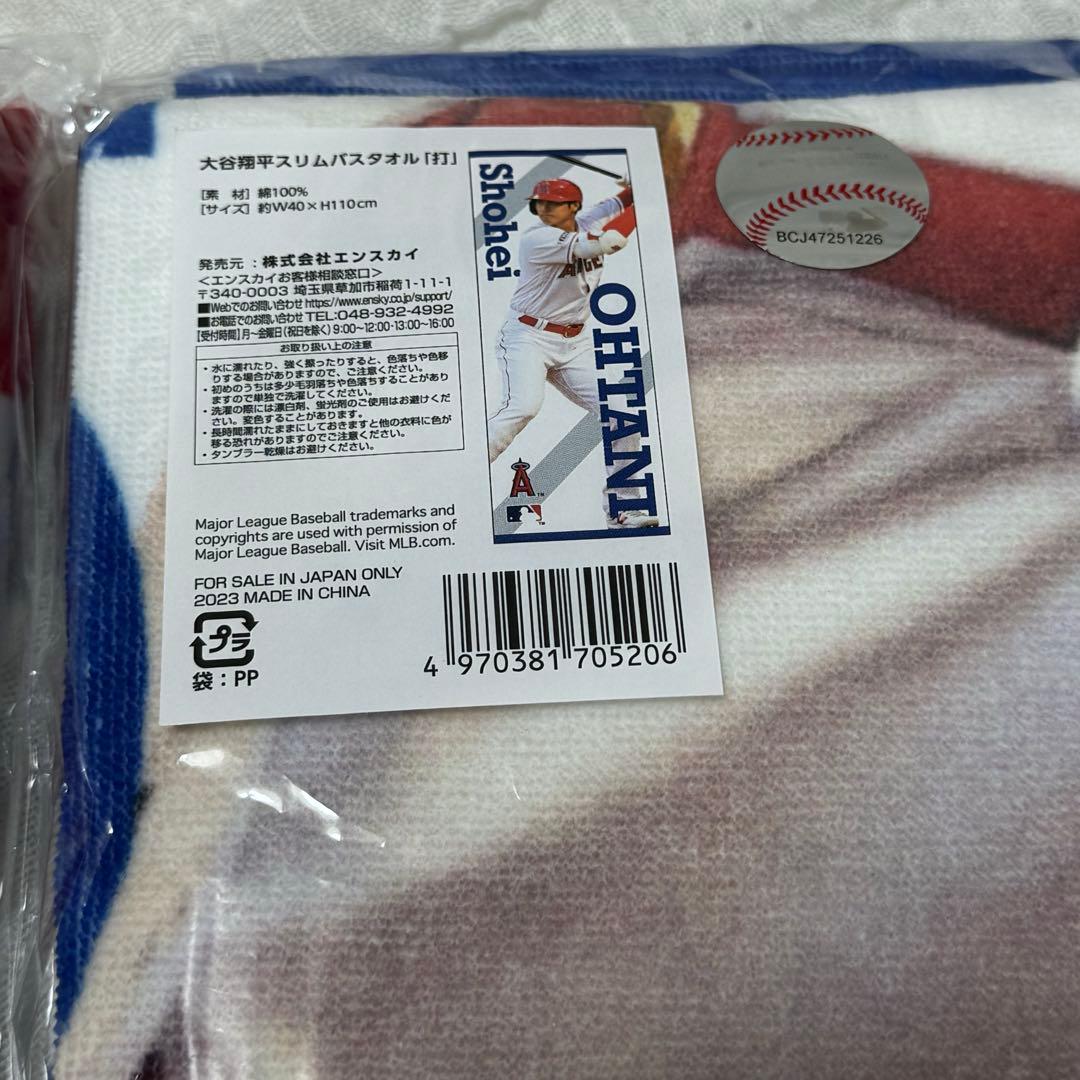 大谷翔平スリムバスタオル「打」
[素 材] 綿100%
[サイズ] 約W40×H110cm
発売元 : 株式会社エンスカイ
<エンスカイお客様相談窓口>
〒340-0003 埼玉県草加市稲荷1-11-1
■Webでのお問い合わせ https://www.ensky.co.jp/support/
■お電話でのお問い合わせ TEL:048-932-4992
[受付時間]月~金曜日(祝日を除く)9:00~12:00・13:00~16:00
お取り扱い上の注意
・水に濡れたり、強く擦ったりすると、色落ちや色移
りする場合がありますので、ご注意ください。
・初めのうちは多少毛羽落ちや色落ちすることがあり
ますので単独で洗濯してください。
・洗濯の際には漂白剤、蛍光剤のご使用はお避けくだ
さい。変色することがあります。
・長時間濡れたままにしておきますと他の衣料に色が
移る恐れがありますのでご注意ください。
・タンブラー乾燥はお避けください。
Major League Baseball trademarks and
copyrights are used with permission of
Major League Baseball. Visit MLB.com.
FOR SALE IN JAPAN ONLY
2023 MADE IN CHINA
プラ
袋:PP
Shohei
OHTANI
ANGE
A
TM
4 970381 705206
BCJ47251226